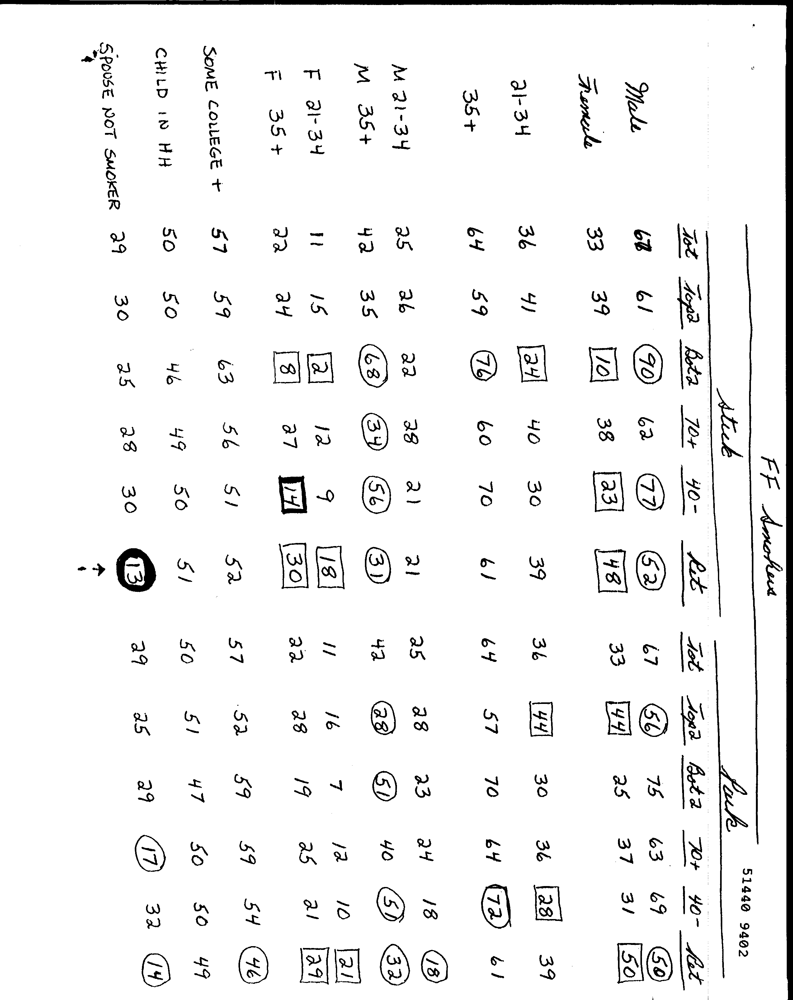 FF Smokers
51440 9402
Stick Pack
Tot Top2 Bot2 70+ 40- Ret Tot Top2 Bot2 70+ 40- Ret
Male 67 61 90 62 77 52 67 56 75 63 69 50
Female 33 39 10 38 23 48 33 44 25 37 31 50
21-34 36 41 24 40 30 39 36 44 30 36 28 39
35+ 64 59 76 60 70 61 64 57 70 64 72 61
M 21-34 25 26 22 28 21 21 25 28 23 24 18 18
M 35+ 42 35 68 34 56 31 42 28 51 40 51 32
F 21-34 11 15 2 12 9 18 11 16 7 12 10 21
F 35+ 22 24 8 27 14 30 22 28 19 25 21 29
SOME COLLEGE + 57 59 63 56 51 52 57 52 59 59 54 46
CHILD IN HH 50 50 46 49 50 51 50 51 47 50 50 49
SPOUSE NOT SMOKER 29 30 25 28 30 13 29 25 29 17 32 14